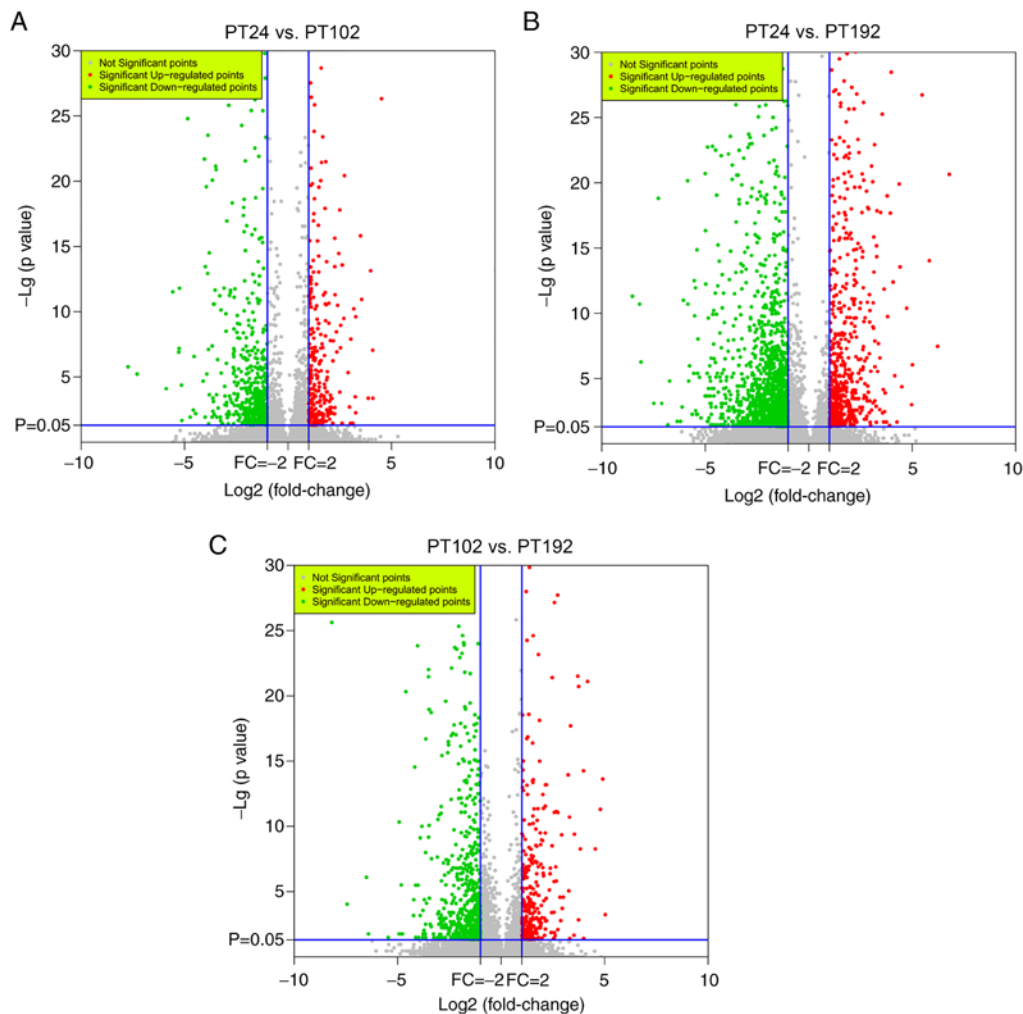 A
PT24 vs. PT102
30
Not Significant points
Significant Up−regulated points
Significant Down−regulated points
25
20
15
10
5
P=0.05
−Lg (p value)
−10
−5
FC=−2
FC=2
5
10
Log2 (fold−change)
B
PT24 vs. PT192
30
Not Significant points
Significant Up−regulated points
Significant Down−regulated points
25
20
15
10
5
P=0.05
−Lg (p value)
−10
−5
FC=−2
FC=2
5
10
Log2 (fold−change)
C
PT102 vs. PT192
30
Not Significant points
Significant Up−regulated points
Significant Down−regulated points
25
20
15
10
5
P=0.05
−Lg (p value)
−10
−5
FC=−2
FC=2
5
10
Log2 (fold−change)